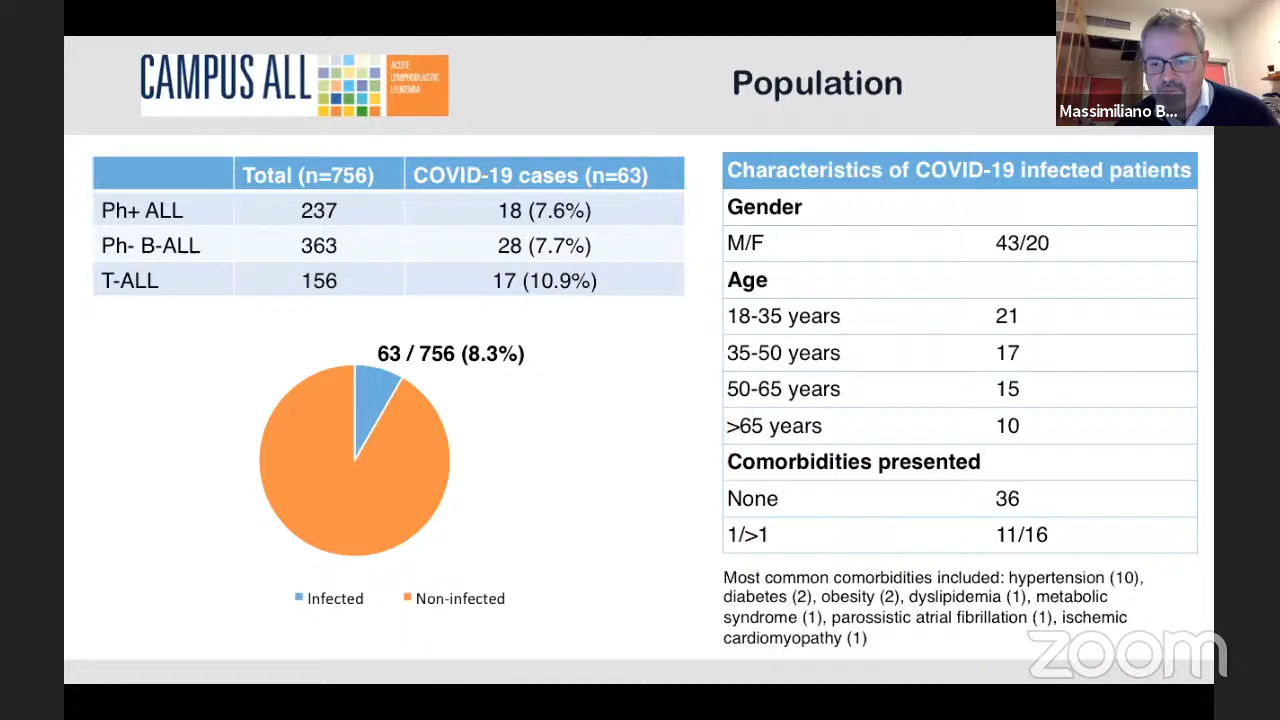 CAMPUS ALL
ACUTE
LYMPHOBLASTIC
LEUKEMIA
Population
Massimiliano B...
Total (n=756) COVID-19 cases (n=63)
Ph+ ALL 237 18 (7.6%)
Ph- B-ALL 363 28 (7.7%)
T-ALL 156 17 (10.9%)
63 / 756 (8.3%)
Infected Non-infected
Characteristics of COVID-19 infected patients
Gender
M/F 43/20
Age
18-35 years 21
35-50 years 17
50-65 years 15
>65 years 10
Comorbidities presented
None 36
1/>1 11/16
Most common comorbidities included: hypertension (10),
diabetes (2), obesity (2), dyslipidemia (1), metabolic
syndrome (1), parossistic atrial fibrillation (1), ischemic
cardiomyopathy (1)
zoom